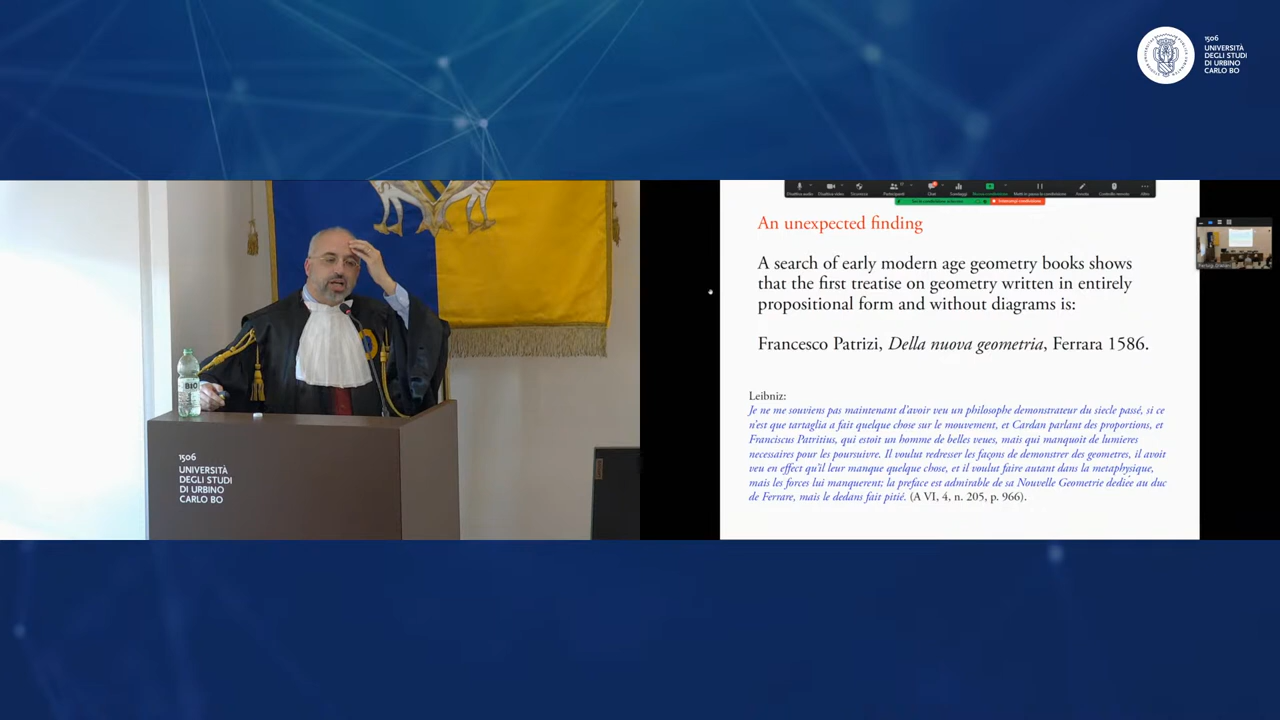 1506
UNIVERSITÀ
DEGLI STUDI
DI URBINO
CARLO BO
An unexpected finding
A search of early modern age geometry books shows
that the first treatise on geometry written in entirely
propositional form and without diagrams is:
Francesco Patrizi, Della nuova geometria, Ferrara 1586.
Leibniz:
Je ne me souviens pas maintenant d'avoir veu un philosophe demonstrateur du siecle passé, si ce
n'est que tartaglia a fait quelque chose sur le mouvement, et Cardan parlant des proportions, et
Franciscus Patritius, qui estoit un homme de belles veues, mais qui manquoit de lumieres
necessaires pour les poursuivre. Il voulut redresser les façons de demonstrer des geometres, il avoit
veu en effect qu'il leur manque quelque chose, et il voulut faire autant dans la metaphysique,
mais les forces lui manquerent; la preface est admirable de sa Nouvelle Geometrie dediée au duc
de Ferrare, mais le dedans fait pitié. (A VI, 4, n. 205, p. 966).
BIO
1506
UNIVERSITÀ
DEGLI STUDI
DI URBINO
CARLO BO